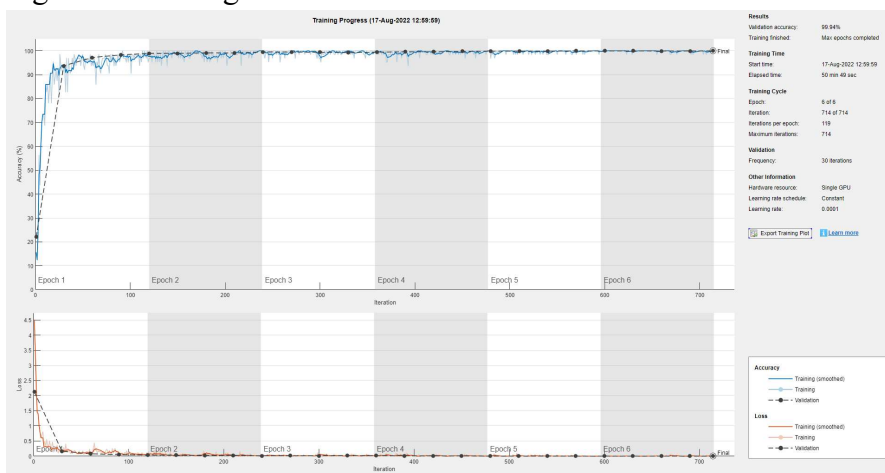 Training Progress (17-Aug-2022 12:59:59)
Accuracy (%)
100
90
80
70
60
50
40
30
20
10
0
Final
Epoch 1 Epoch 2 Epoch 3 Epoch 4 Epoch 5 Epoch 6
0 100 200 300 400 500 600 700
Iteration
Loss
4.5
4
3.5
3
2.5
2
1.5
1
0.5
0
Final
Epoch 1 Epoch 2 Epoch 3 Epoch 4 Epoch 5 Epoch 6
0 100 200 300 400 500 600 700
Iteration
Results
Validation accuracy: 99.94%
Training finished: Max epochs completed
Training Time
Start time: 17-Aug-2022 12:59:59
Elapsed time: 50 min 49 sec
Training Cycle
Epoch: 6 of 6
Iteration: 714 of 714
Iterations per epoch: 119
Maximum iterations: 714
Validation
Frequency: 30 iterations
Other Information
Hardware resource: Single GPU
Learning rate schedule: Constant
Learning rate: 0.0001
Export Training Plot Learn more
Accuracy
Training (smoothed)
Training
Validation
Loss
Training (smoothed)
Training
Validation